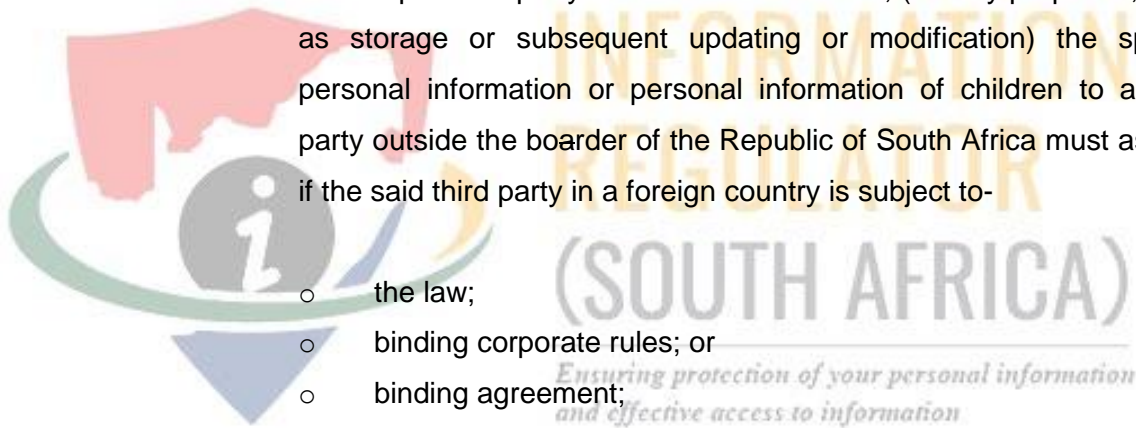 as storage or subsequent updating or modification) the sp
personal information or personal information of children to a
party outside the boarder of the Republic of South Africa must as
if the said third party in a foreign country is subject to-
o the law;
o binding corporate rules; or
o binding agreement;
INFORMATION
REGULATOR
(SOUTH AFRICA)
Ensuring protection of your personal information
and effective access to information